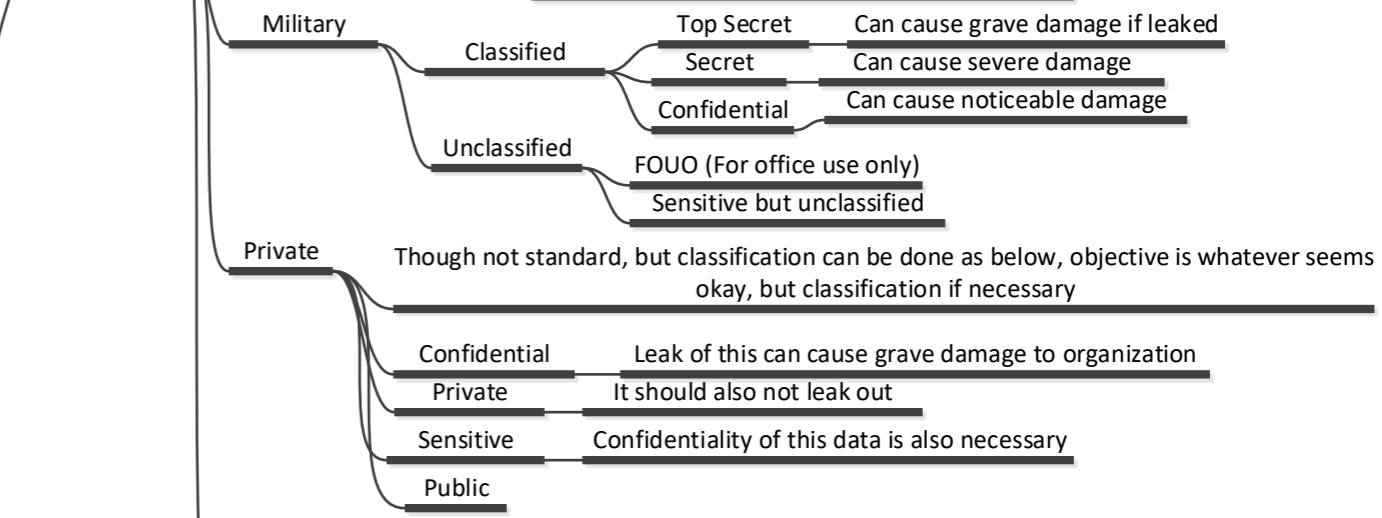 Military
Classified
Top Secret
Can cause grave damage if leaked
Secret
Can cause severe damage
Confidential
Can cause noticeable damage
Unclassified
FOUO (For office use only)
Sensitive but unclassified
Private
Though not standard, but classification can be done as below, objective is whatever seems
okay, but classification if necessary
Confidential
Leak of this can cause grave damage to organization
Private
It should also not leak out
Sensitive
Confidentiality of this data is also necessary
Public